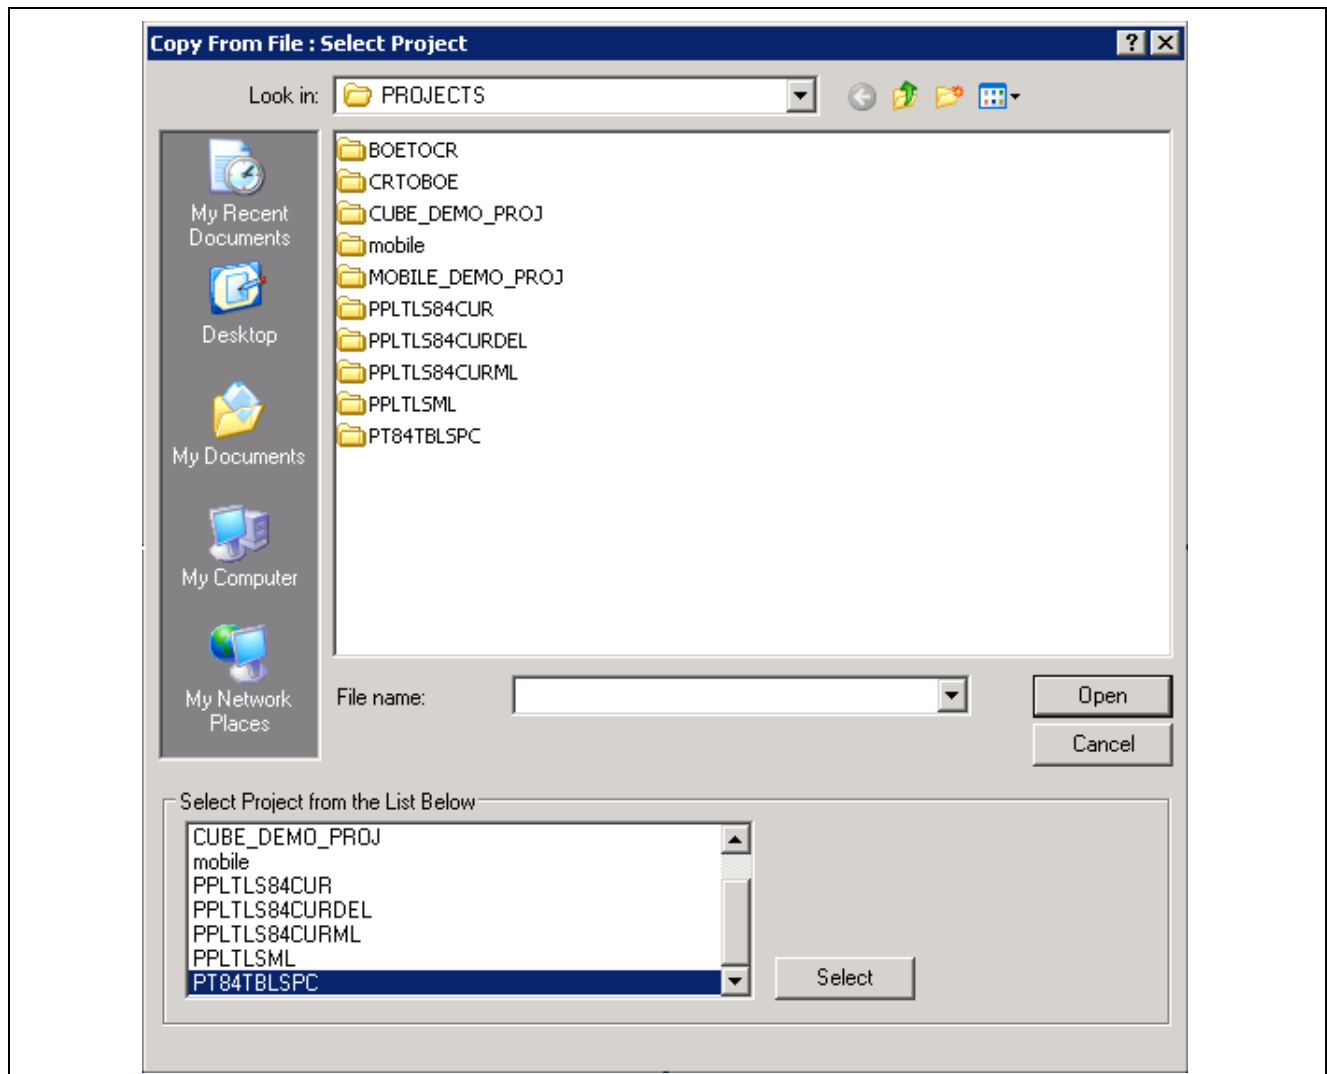 Copy From File : Select Project
Look in:
PROJECTS
My Recent
Documents
Desktop
My Documents
My Computer
My Network
Places
BOETOCR
CRTOBOE
CUBE_DEMO_PROJ
mobile
MOBILE_DEMO_PROJ
PPLTLS84CUR
PPLTLS84CURDEL
PPLTLS84CURML
PPLTLSML
PT84TBLSPC
File name:
Open
Cancel
Select Project from the List Below
CUBE_DEMO_PROJ
mobile
PPLTLS84CUR
PPLTLS84CURDEL
PPLTLS84CURML
PPLTLSML
PT84TBLSPC
Select